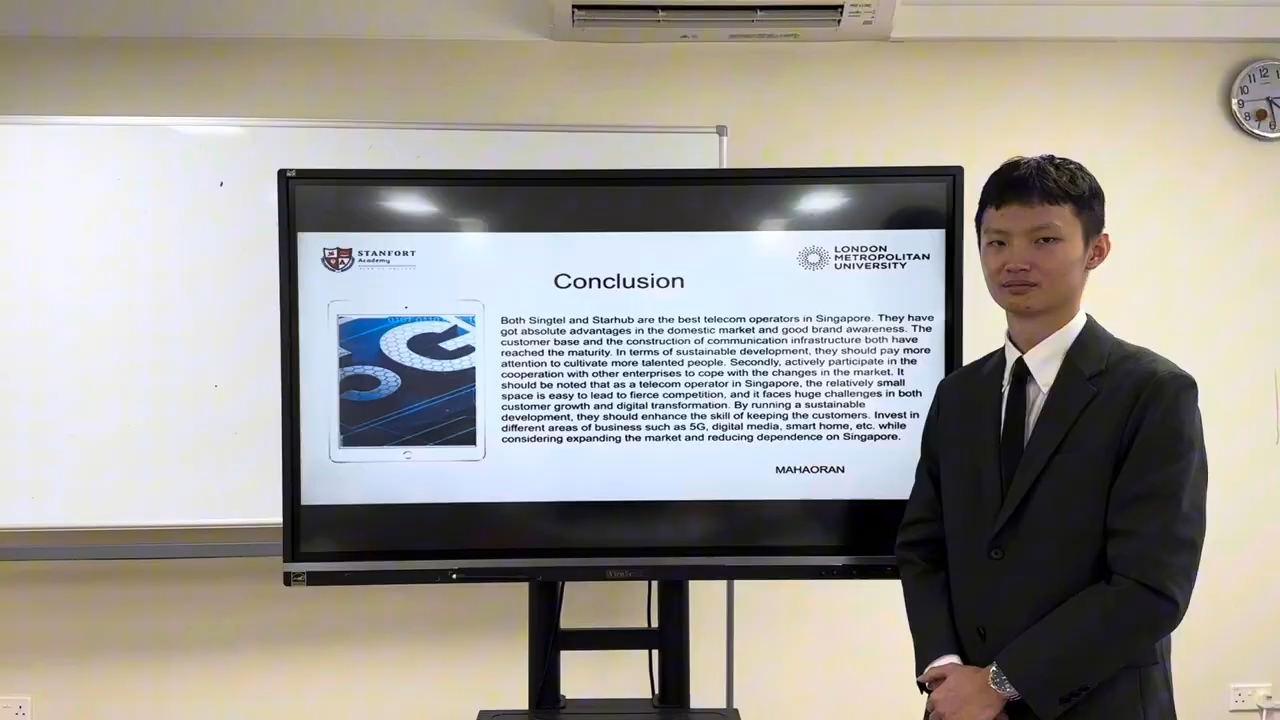 STANFORT
Academy
LONDON
METROPOLITAN
UNIVERSITY
Conclusion
Both Singtel and Starhub are the best telecom operators in Singapore. They have
got absolute advantages in the domestic market and good brand awareness. The
customer base and the construction of communication infrastructure both have
reached the maturity. In terms of sustainable development, they should pay more
attention to cultivate more talented people. Secondly, actively participate in the
cooperation with other enterprises to cope with the changes in the market. It
should be noted that as a telecom operator in Singapore, the relatively small
space is easy to lead to fierce competition, and it faces huge challenges in both
customer growth and digital transformation. By running a sustainable
development, they should enhance the skill of keeping the customers. Invest in
different areas of business such as 5G, digital media, smart home, etc. while
considering expanding the market and reducing dependence on Singapore.
MAHAORAN
5G
11 12
10
9
8
6